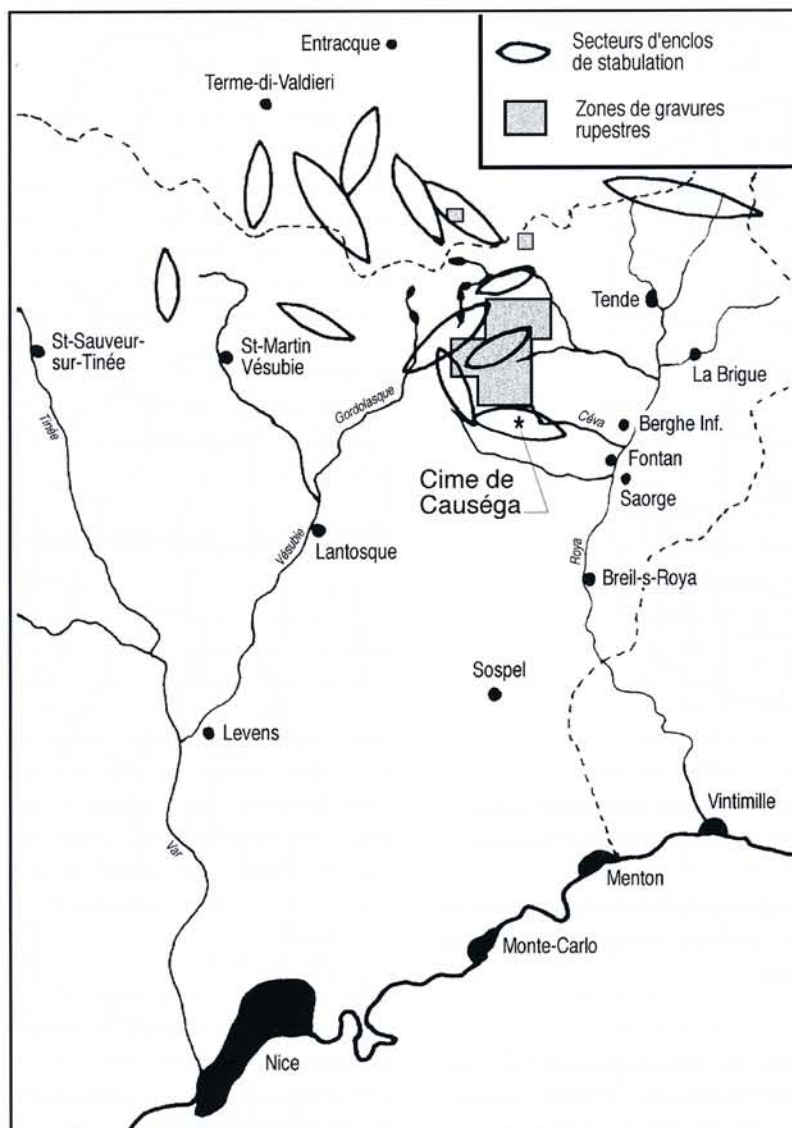 Entracque
Terme-di-Valdieri
Secteurs d'enclos
de stabulation
Zones de gravures
rupestres
Tende
St-Sauveur-
sur-Tinée
St-Martin
Vésubie
La Brigue
Gordolasque
Tinée
Céva
Berghe Inf.
Fontan
Cime de
Causéga
*
Saorge
Vésubie
Lantosque
Roya
Breil-s-Roya
Sospel
Levens
Vintimille
Var
Menton
Monte-Carlo
Nice